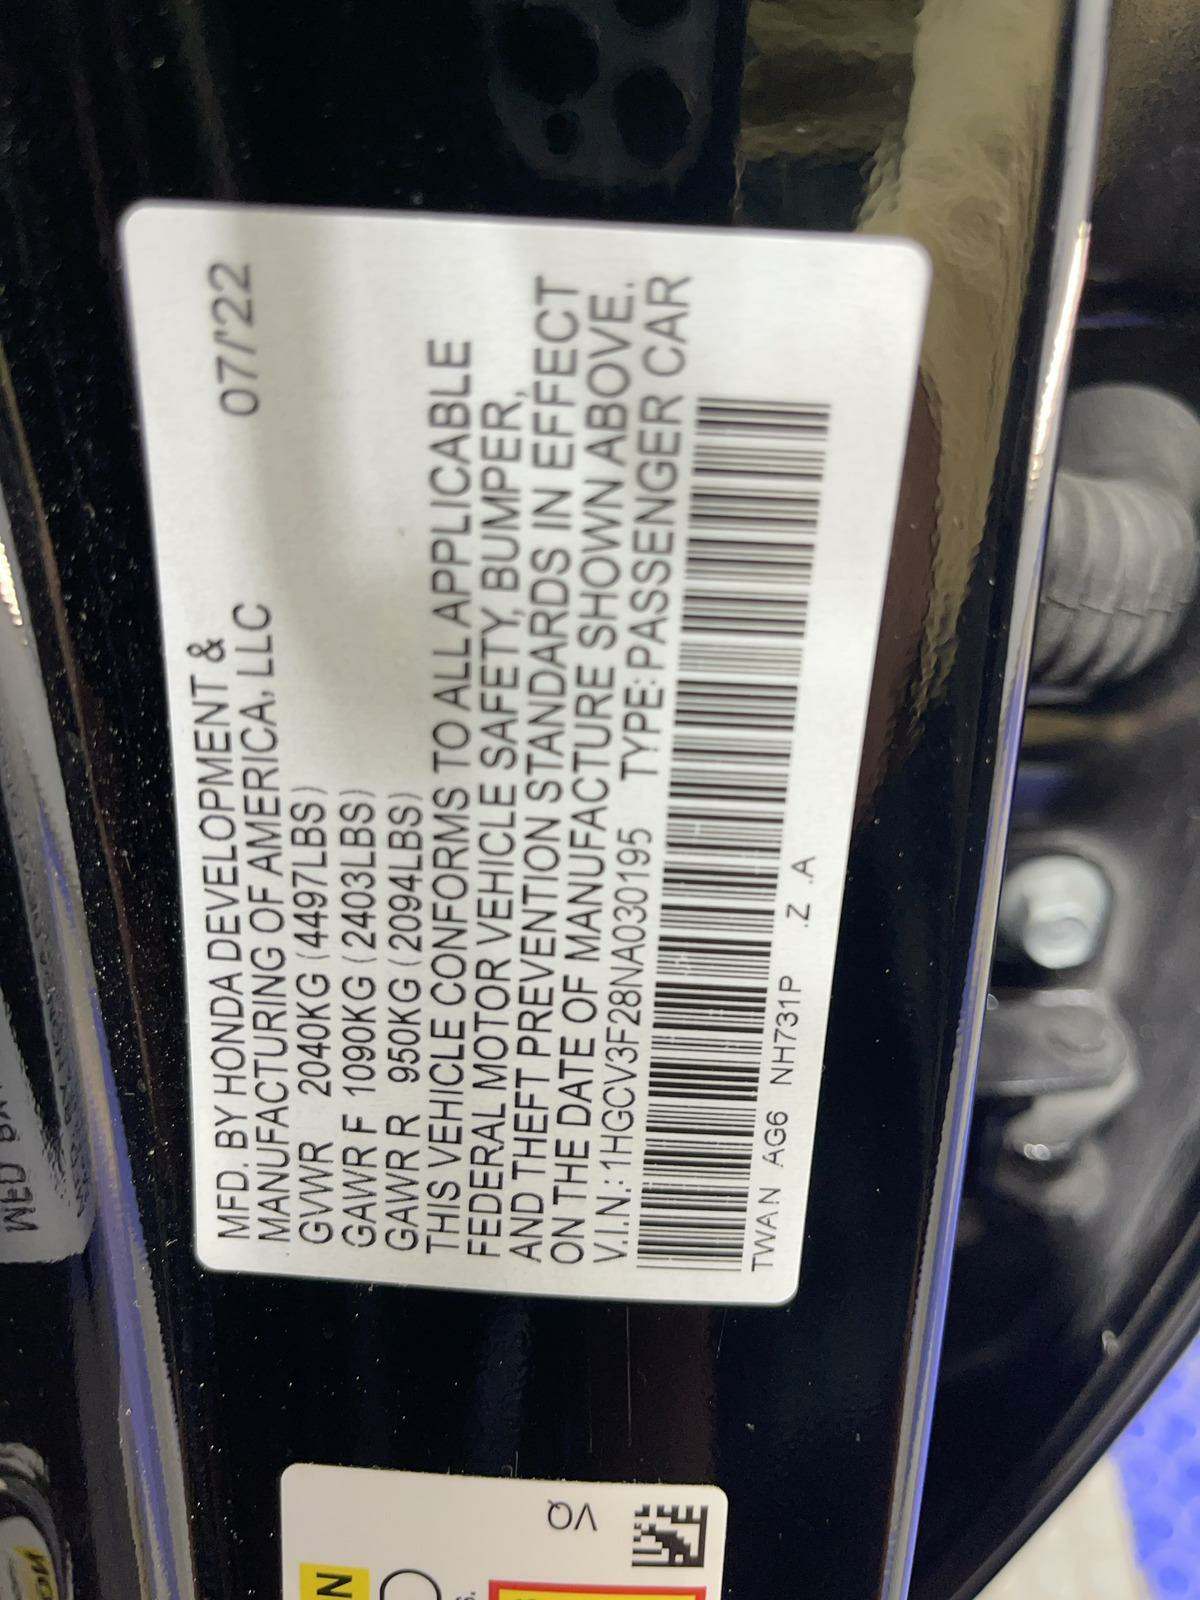 MFD. BY HONDA DEVELOPMENT &
MANUFACTURING OF AMERICA, LLC 07/'22
GVWR 2040KG (4497LBS)
GAWR F 1090KG (2403LBS)
GAWR R 950KG (2094LBS)
THIS VEHICLE CONFORMS TO ALL APPLICABLE
FEDERAL MOTOR VEHICLE SAFETY, BUMPER,
AND THEFT PREVENTION STANDARDS IN EFFECT
ON THE DATE OF MANUFACTURE SHOWN ABOVE.
V.I.N.: 1HGCV3F28NA030195 TYPE: PASSENGER CAR
TWAN AG6 NH731P .Z .A
VQ